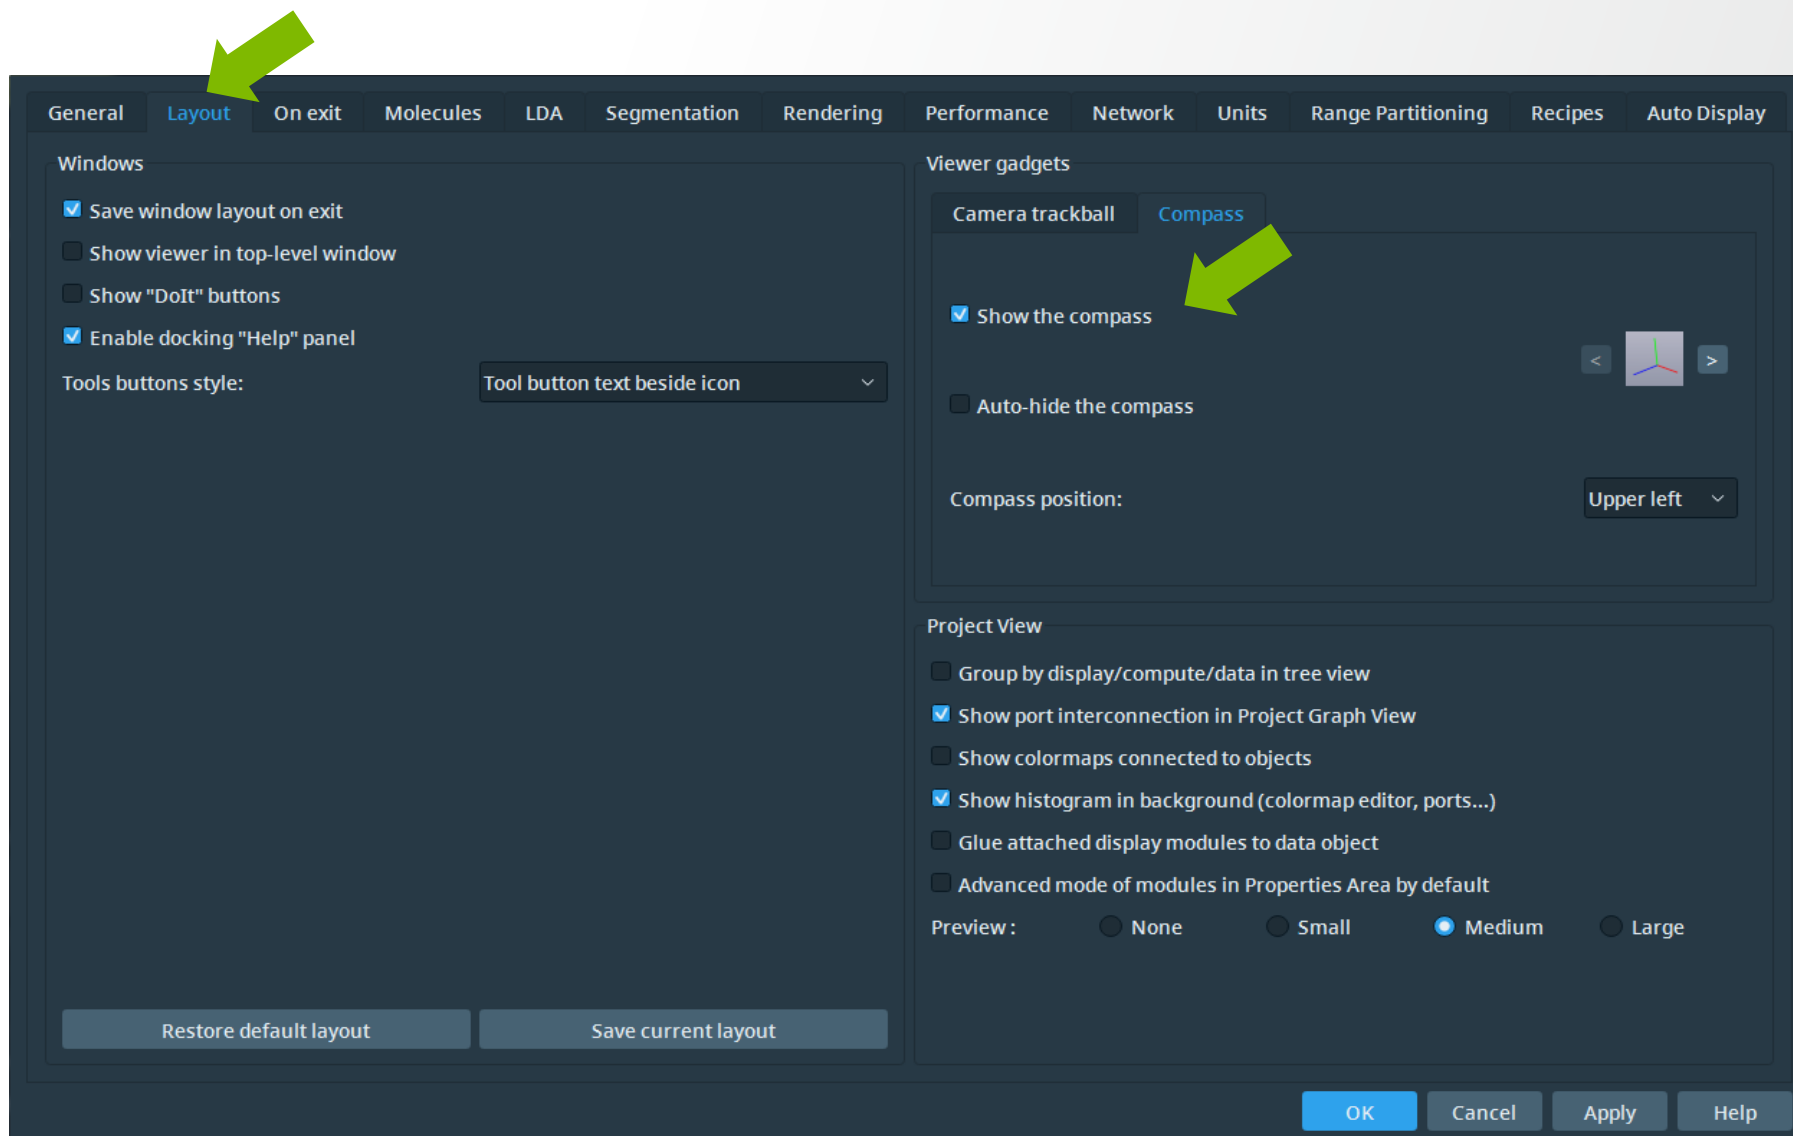 General Layout On exit Molecules LDA Segmentation Rendering Performance Network Units Range Partitioning Recipes Auto Display
Windows
Save window layout on exit
Show viewer in top-level window
Show "DoIt" buttons
Enable docking "Help" panel
Tools buttons style: Tool button text beside icon
Restore default layout Save current layout
Viewer gadgets
Camera trackball Compass
Show the compass
< >
Auto-hide the compass
Compass position: Upper left
Project View
Group by display/compute/data in tree view
Show port interconnection in Project Graph View
Show colormaps connected to objects
Show histogram in background (colormap editor, ports...)
Glue attached display modules to data object
Advanced mode of modules in Properties Area by default
Preview : None Small Medium Large
OK Cancel Apply Help